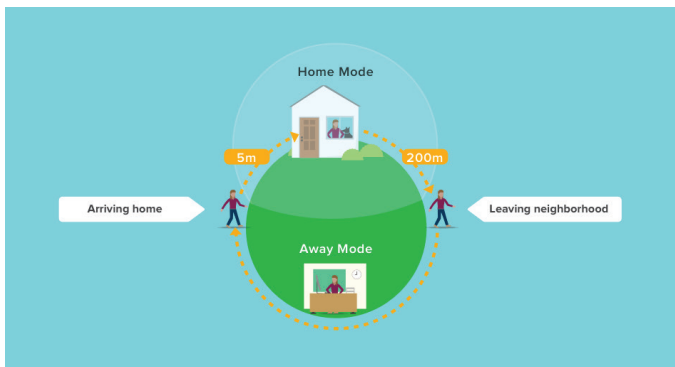 Home Mode
5m
200m
Arriving home
Leaving neighborhood
Away Mode